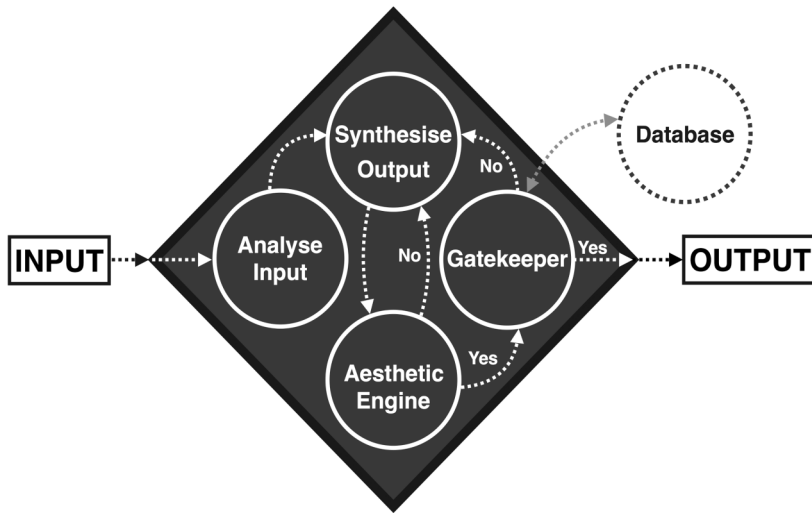 Synthesise
Output
Database
No
INPUT
Analyse
Input
No
Gatekeeper
Yes
OUTPUT
Aesthetic
Engine
Yes